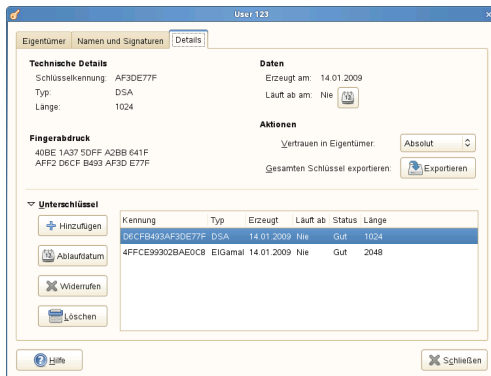 User 123
Eigentümer Namen und Signaturen Details
Technische Details
Schlüsselkennung: AF3DE77F
Typ: DSA
Länge: 1024
Daten
Erzeugt am: 14.01.2009
Läuft ab am: Nie 12
Fingerabdruck
40BE 1A37 5DFF A2BB 641F
AFF2 D6CF B493 AF3D E77F
Aktionen
Vertrauen in Eigentümer: Absolut
Gesamten Schlüssel exportieren: Exportieren
Unterschlüssel
Hinzufügen
12 Ablaufdatum
Widerrufen
Löschen
Kennung Typ Erzeugt Läuft ab Status Länge
D6CFB493AF3DE77F DSA 14.01.2009 Nie Gut 1024
4FFCE99302BAE0C8 ElGamal 14.01.2009 Nie Gut 2048
Hilfe
Schließen